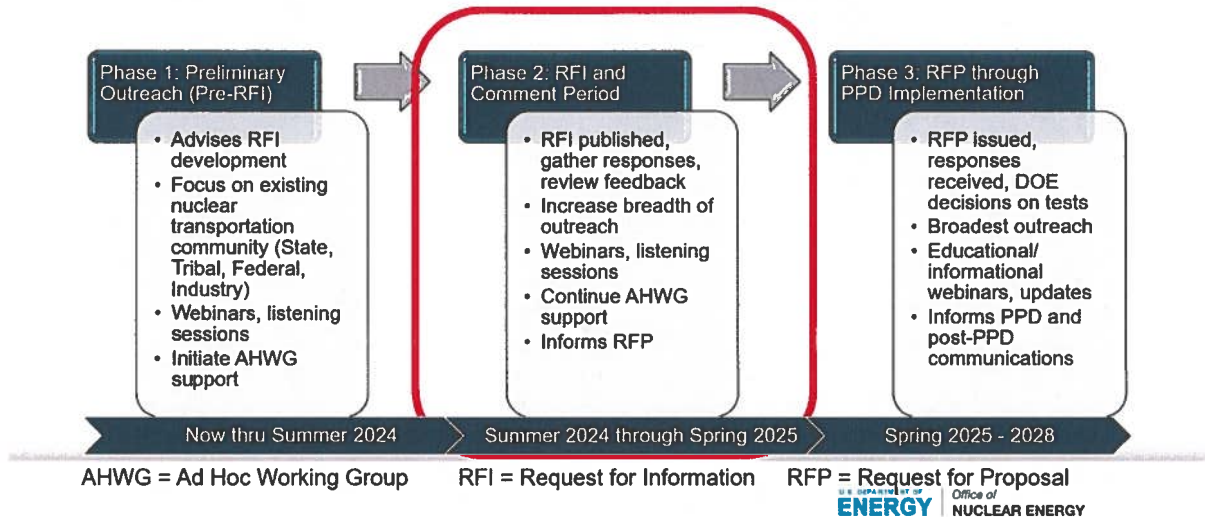 Phase 1: Preliminary
Outreach (Pre-RFI)
• Advises RFI
development
• Focus on existing
nuclear
transportation
community (State,
Tribal, Federal,
Industry)
• Webinars, listening
sessions
• Initiate AHWG
support
Now thru Summer 2024
Phase 2: RFI and
Comment Period
• RFI published,
gather responses,
review feedback
• Increase breadth of
outreach
• Webinars, listening
sessions
• Continue AHWG
support
• Informs RFP
Summer 2024 through Spring 2025
Phase 3: RFP through
PPD Implementation
• RFP issued,
responses
received, DOE
decisions on tests
• Broadest outreach
• Educational/
informational
webinars, updates
• Informs PPD and
post-PPD
communications
Spring 2025 - 2028
AHWG = Ad Hoc Working Group
RFI = Request for Information
RFP = Request for Proposal
U.S. DEPARTMENT OF
ENERGY
Office of
NUCLEAR ENERGY